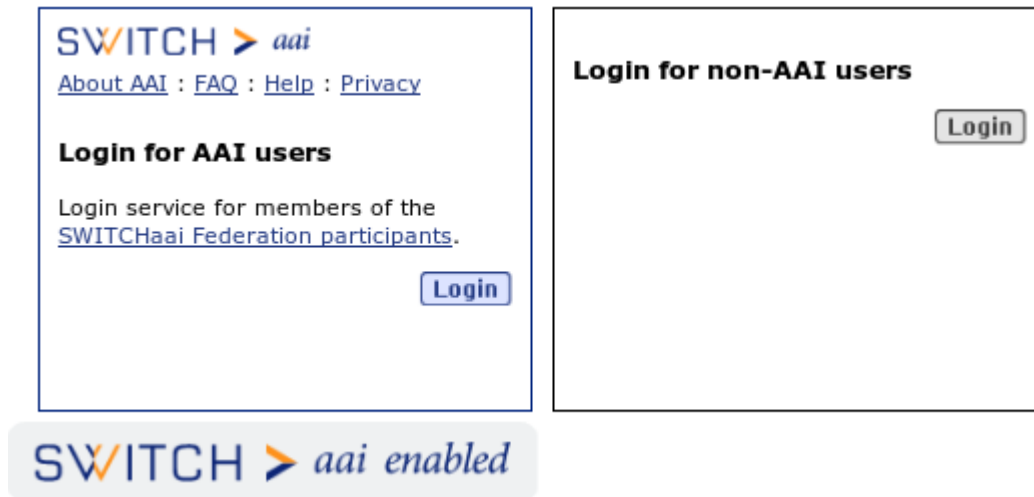 SWITCH > aai
About AAI : FAQ : Help : Privacy
Login for AAI users
Login service for members of the
SWITCHaai Federation participants.
Login
Login for non-AAI users
Login
SWITCH > aai enabled